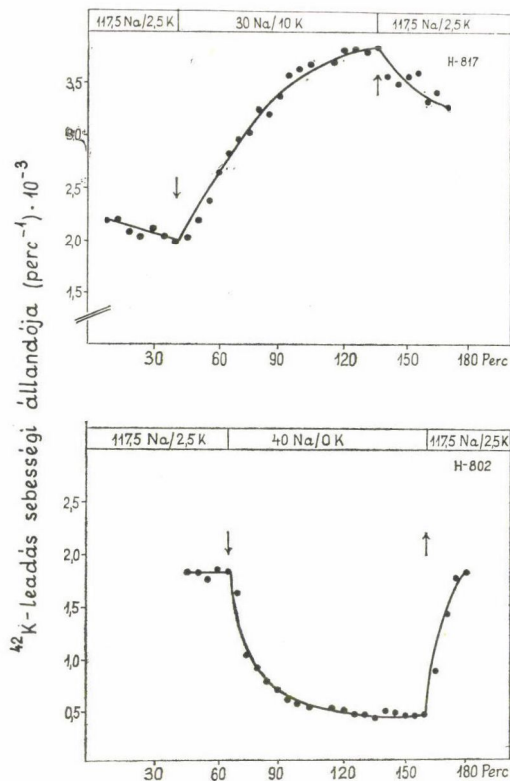 ⁴²K-leadás sebességi állandója (perc⁻¹)·10⁻³
117,5 Na/2,5 K 30 Na/10 K 117,5 Na/2,5 K
H-817
3,5
3,0
2,5
2,0
1,5
30 60 90 120 150 180 Perc
117,5 Na/2,5 K 40 Na/0 K 117,5 Na/2,5K
H-802
2,5
2,0
1,5
1,0
0,5
30 60 90 120 150 180 Perc